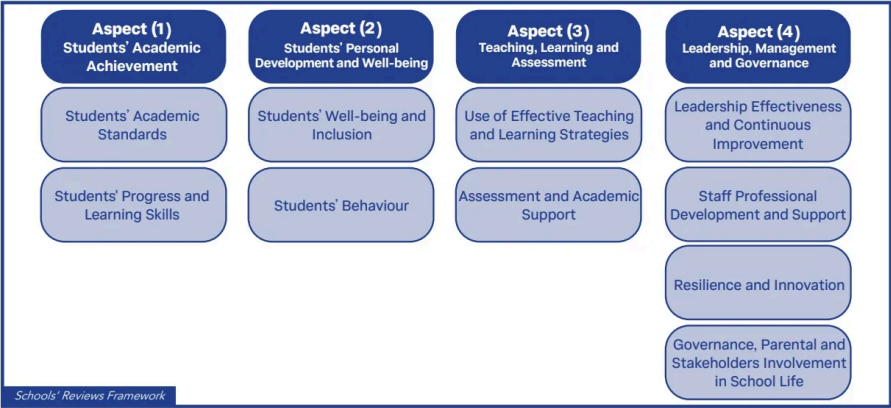 Aspect (1)
Students' Academic
Achievement
Students' Academic
Standards
Students' Progress and
Learning Skills
Aspect (2)
Students' Personal
Development and Well-being
Students' Well-being and
Inclusion
Students' Behaviour
Aspect (3)
Teaching, Learning and
Assessment
Use of Effective Teaching
and Learning Strategies
Assessment and Academic
Support
Aspect (4)
Leadership, Management
and Governance
Leadership Effectiveness
and Continuous
Improvement
Staff Professional
Development and Support
Resilience and Innovation
Governance, Parental and
Stakeholders Involvement
in School Life
Schools' Reviews Framework